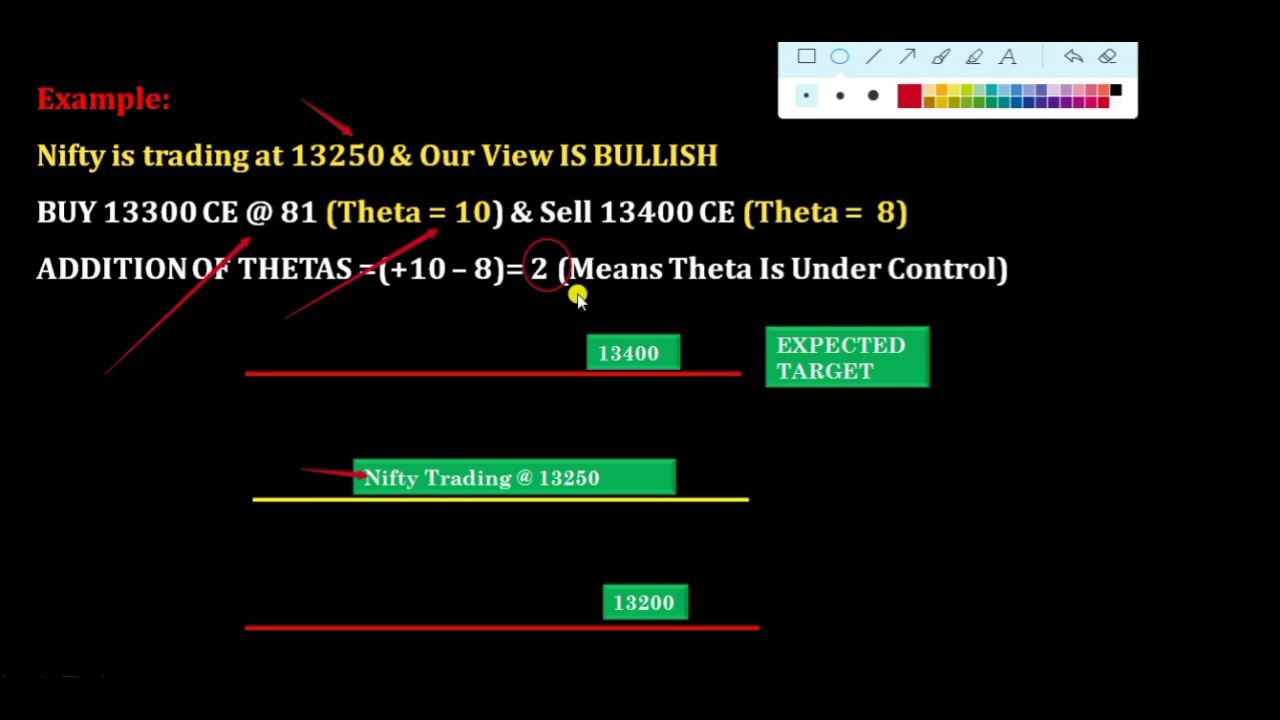 Example:
Nifty is trading at 13250 & Our View IS BULLISH
BUY 13300 CE @ 81 (Theta = 10) & Sell 13400 CE (Theta = 8)
ADDITION OF THETAS =(+10 – 8)= 2 (Means Theta Is Under Control)
13400
EXPECTED
TARGET
Nifty Trading @ 13250
13200